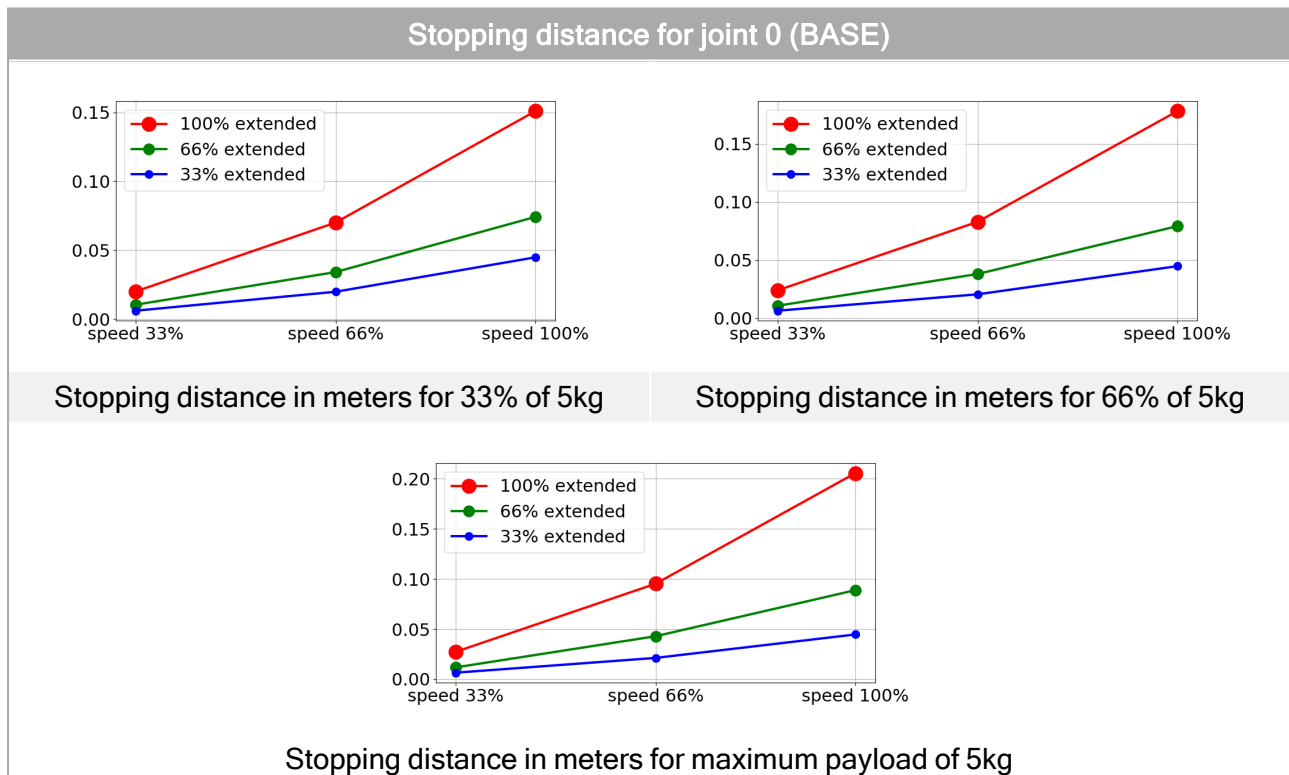 Stopping distance for joint 0 (BASE)
0.15
0.10
0.05
0.00
100% extended
66% extended
33% extended
speed 33%
speed 66%
speed 100%
0.15
0.10
0.05
0.00
100% extended
66% extended
33% extended
speed 33%
speed 66%
speed 100%
Stopping distance in meters for 33% of 5kg
Stopping distance in meters for 66% of 5kg
0.20
0.15
0.10
0.05
0.00
100% extended
66% extended
33% extended
speed 33%
speed 66%
speed 100%
Stopping distance in meters for maximum payload of 5kg